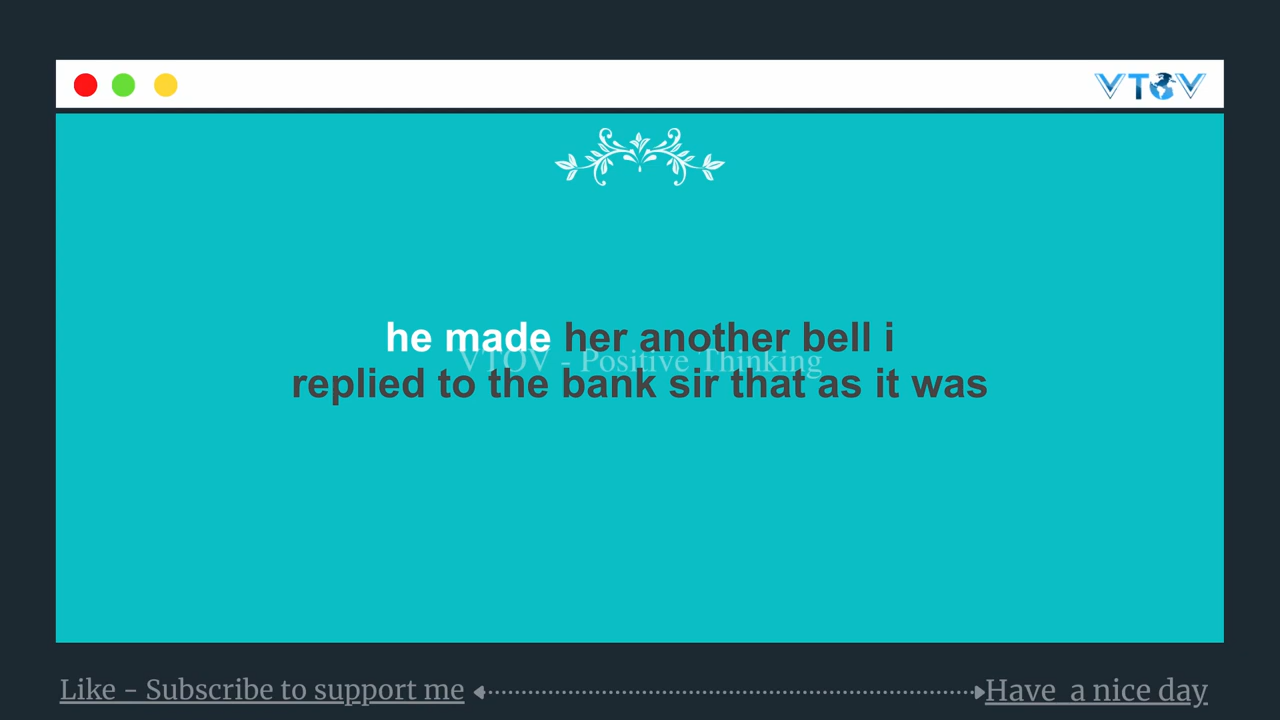 VTOV
he made her another bell i
VTOV - Positive Thinking
replied to the bank sir that as it was
Like - Subscribe to support me
Have a nice day